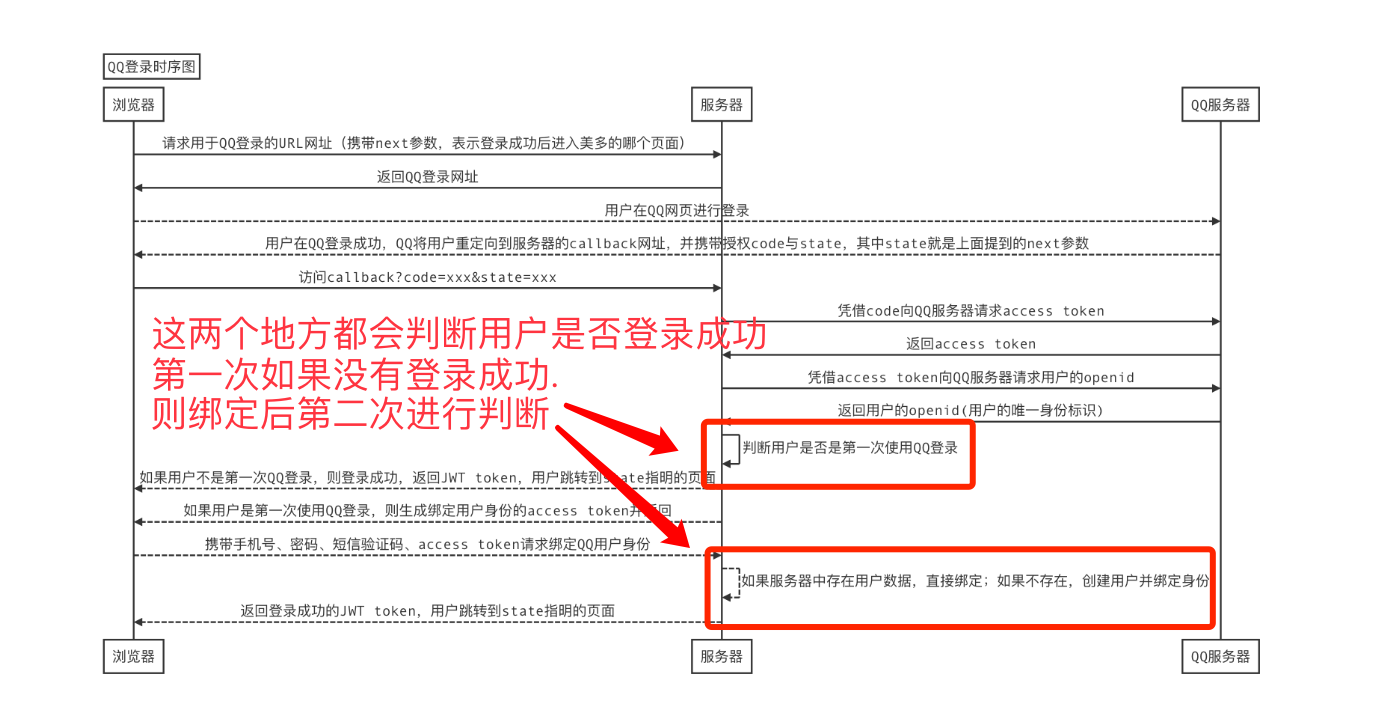 QQ登录时序图
浏览器
服务器
QQ服务器
请求用于QQ登录的URL网址（携带next参数，表示登录成功后进入美多的哪个页面）
返回QQ登录网址
用户在QQ网页进行登录
用户在QQ登录成功，QQ将用户重定向到服务器的callback网址，并携带授权code与state，其中state就是上面提到的next参数
访问callback?code=xxx&state=xxx
凭借code向QQ服务器请求access token
这两个地方都会判断用户是否登录成功
返回access token
第一次如果没有登录成功.
凭借access token向QQ服务器请求用户的openid
则绑定后第二次进行判断
返回用户的openid(用户的唯一身份标识)
判断用户是否是第一次使用QQ登录
如果用户不是第一次QQ登录，则登录成功，返回JWT token，用户跳转到state指明的页面
如果用户是第一次使用QQ登录，则生成绑定用户身份的access token并返回
携带手机号、密码、短信验证码、access token请求绑定QQ用户身份
如果服务器中存在用户数据，直接绑定；如果不存在，创建用户并绑定身份
返回登录成功的JWT token，用户跳转到state指明的页面
浏览器
服务器
QQ服务器